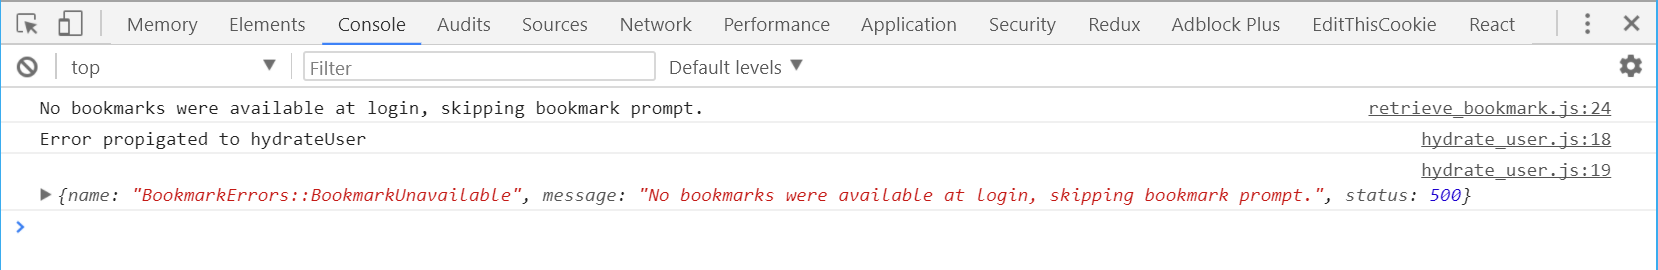 Memory Elements Console Audits Sources Network Performance Application Security Redux Adblock Plus EditThisCookie React
top Filter Default levels
No bookmarks were available at login, skipping bookmark prompt. retrieve_bookmark.js:24
Error propigated to hydrateUser hydrate_user.js:18
hydrate_user.js:19
{name: "BookmarkErrors::BookmarkUnavailable", message: "No bookmarks were available at login, skipping bookmark prompt.", status: 500}